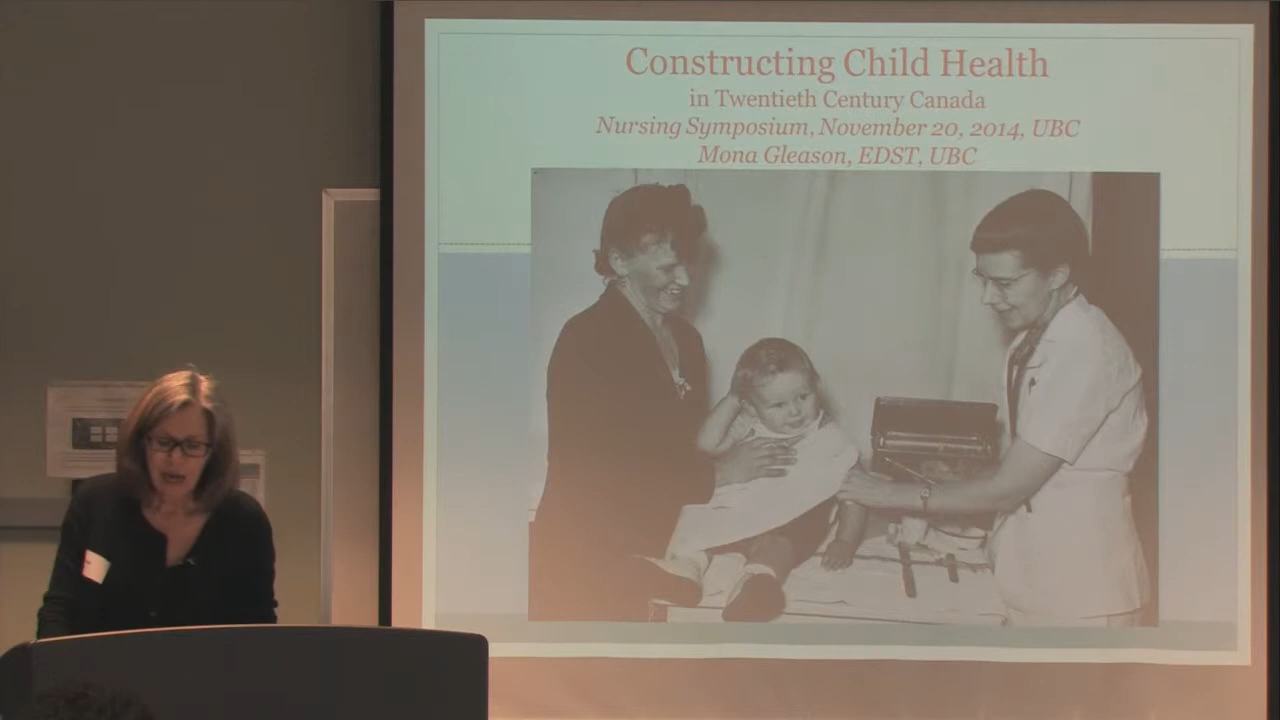 Constructing Child Health
in Twentieth Century Canada
Nursing Symposium, November 20, 2014, UBC
Mona Gleason, EDST, UBC